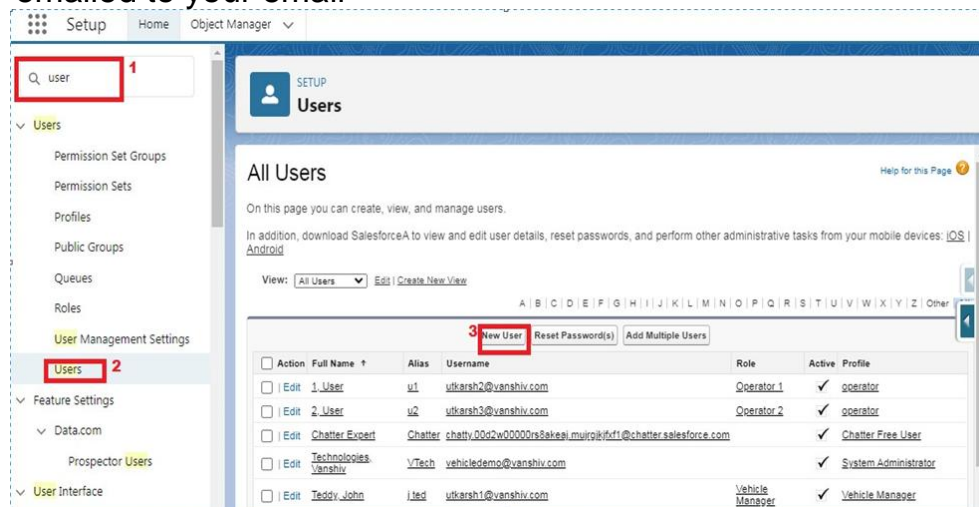 emailed to your email
Setup Home Object Manager
user 1
Users
Permission Set Groups
Permission Sets
Profiles
Public Groups
Queues
Roles
User Management Settings
Users 2
Feature Settings
Data.com
Prospector Users
User Interface
SETUP
Users
All Users
Help for this Page
On this page you can create, view, and manage users.
In addition, download SalesforceA to view and edit user details, reset passwords, and perform other administrative tasks from your mobile devices: iOS |
Android
View: All Users Edit | Create New View
A | B | C | D | E | F | G | H | I | J | K | L | M | N | O | P | Q | R | S | T | U | V | W | X | Y | Z | Other
3 New User Reset Password(s) Add Multiple Users
Action Full Name ↑ Alias Username Role Active Profile
| Edit 1, User u1 utkarsh2@vanshiv.com Operator 1 ✓ operator
| Edit 2, User u2 utkarsh3@vanshiv.com Operator 2 ✓ operator
| Edit Chatter Expert Chatter ✓ Chatter Free User
| Edit Technologies, Vanshiv VTech vehicledemo@vanshiv.com ✓ System Administrator
| Edit Teddy, John j.ted utkarsh1@vanshiv.com Vehicle Manager ✓ Vehicle Manager